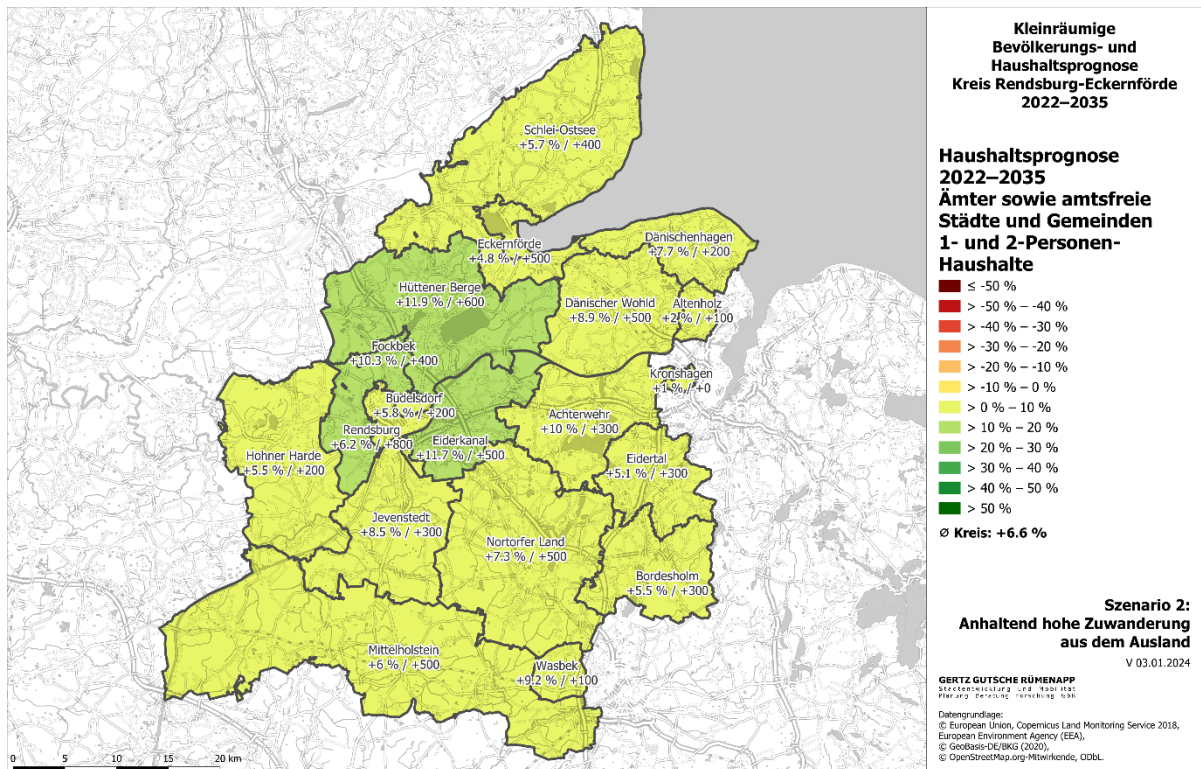 Schlei-Ostsee
+5.7 % / +400
Eckernförde
+4.8 % / +500
Dänischenhagen
+7.7 % / +200
Hüttener Berge
+11.9 % / +600
Dänischer Wohld
+8.9 % / +500
Altenholz
+2 % / +100
Fockbek
+10.3 % / +400
Kronshagen
+1 % / +0
Büdelsdorf
+5.8 % / +200
Achterwehr
+10 % / +300
Rendsburg
+6.2 % / +800
Eiderkanal
+11.7 % / +500
Hohner Harde
+5.5 % / +200
Eidertal
+5.1 % / +300
Jevenstedt
+8.5 % / +300
Nortorfer Land
+7.3 % / +500
Bordesholm
+5.5 % / +300
Mittelholstein
+6 % / +500
Wasbek
+9.2 % / +100
0 5 10 15 20 km
Kleinräumige
Bevölkerungs- und
Haushaltsprognose
Kreis Rendsburg-Eckernförde
2022–2035
Haushaltsprognose
2022–2035
Ämter sowie amtsfreie
Städte und Gemeinden
1- und 2-Personen-
Haushalte
≤ -50 %
> -50 % – -40 %
> -40 % – -30 %
> -30 % – -20 %
> -20 % – -10 %
> -10 % – 0 %
> 0 % – 10 %
> 10 % – 20 %
> 20 % – 30 %
> 30 % – 40 %
> 40 % – 50 %
> 50 %
Ø Kreis: +6.6 %
Szenario 2:
Anhaltend hohe Zuwanderung
aus dem Ausland
V 03.01.2024
GERTZ GUTSCHE RÜMENAPP
Stadtentwicklung und Mobilität
Planung Beratung Forschung GbR
Datengrundlage:
© European Union, Copernicus Land Monitoring Service 2018,
European Environment Agency (EEA),
© GeoBasis-DE/BKG (2020),
© OpenStreetMap.org-Mitwirkende, ODbL.